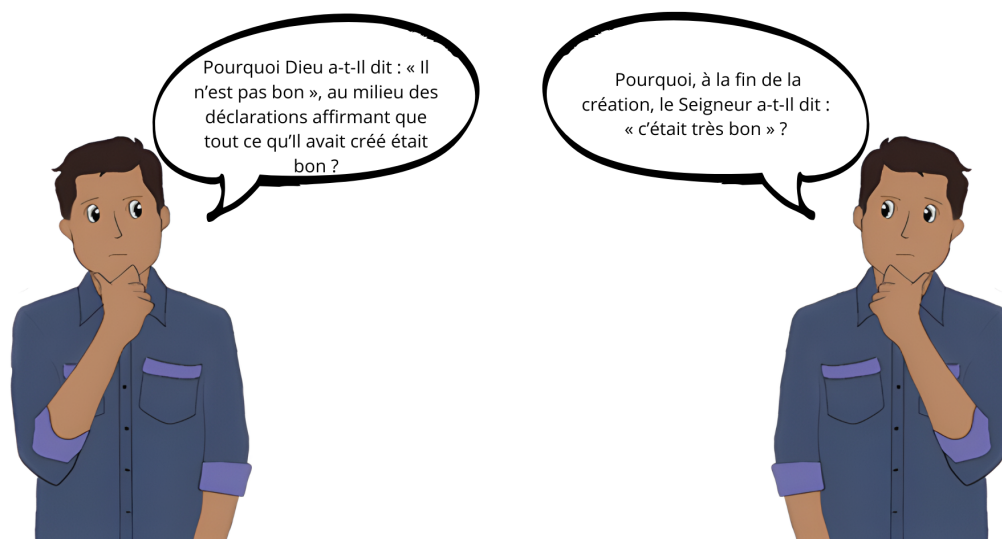 Pourquoi Dieu a-t-Il dit : « Il
n’est pas bon », au milieu des
déclarations affirmant que
tout ce qu’Il avait créé était
bon ?
Pourquoi, à la fin de la
création, le Seigneur a-t-Il dit :
« c’était très bon » ?